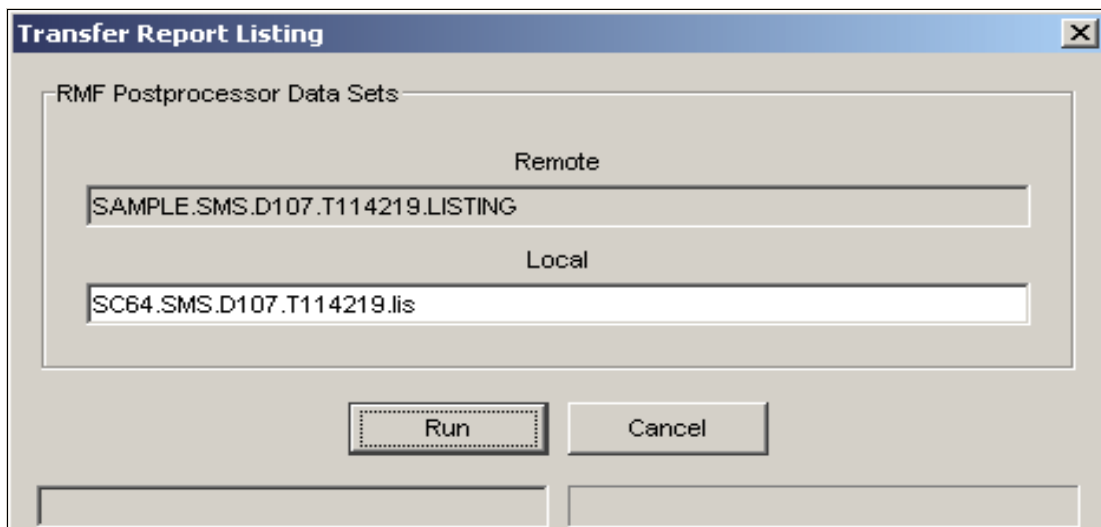 Transfer Report Listing
RMF Postprocessor Data Sets
Remote
SAMPLE.SMS.D107.T114219.LISTING
Local
SC64.SMS.D107.T114219.lis
Run
Cancel